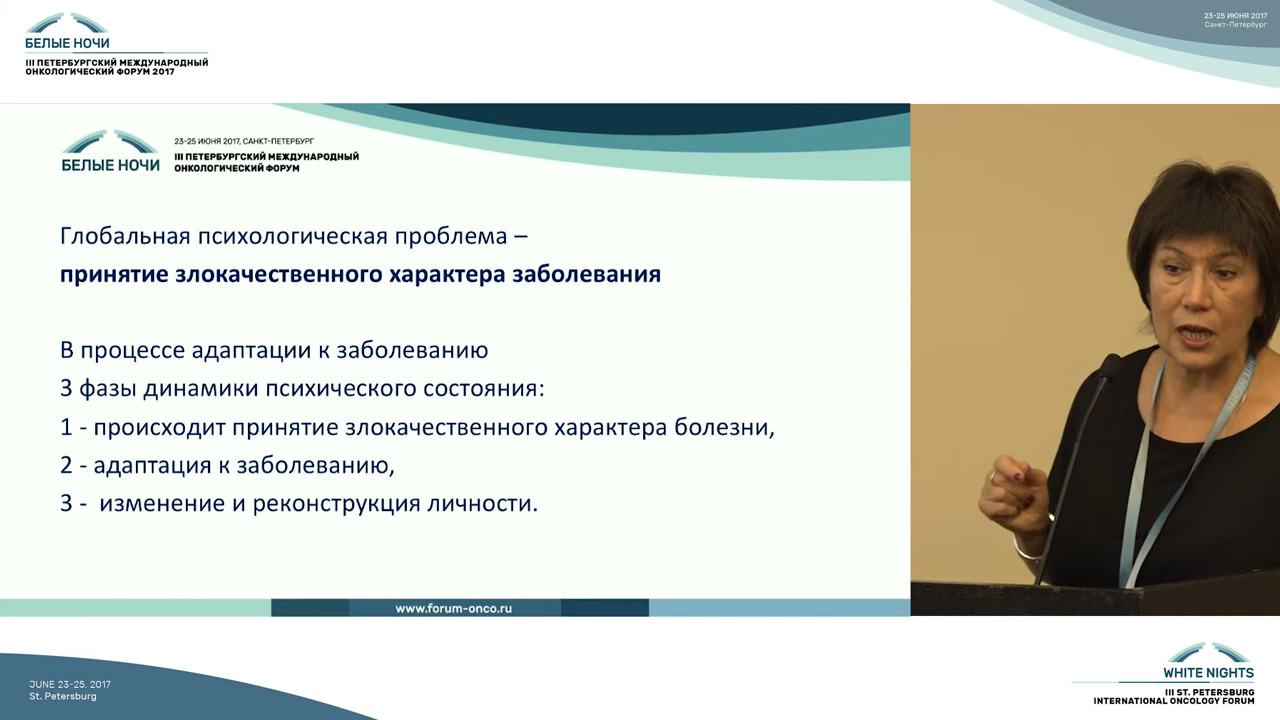 23-25 ИЮНЯ 2017
Санкт-Петербург
БЕЛЫЕ НОЧИ
III ПЕТЕРБУРГСКИЙ МЕЖДУНАРОДНЫЙ
ОНКОЛОГИЧЕСКИЙ ФОРУМ 2017
БЕЛЫЕ НОЧИ
23-25 ИЮНЯ 2017, САНКТ-ПЕТЕРБУРГ
III ПЕТЕРБУРГСКИЙ МЕЖДУНАРОДНЫЙ
ОНКОЛОГИЧЕСКИЙ ФОРУМ
Глобальная психологическая проблема –
принятие злокачественного характера заболевания
В процессе адаптации к заболеванию
3 фазы динамики психического состояния:
1 - происходит принятие злокачественного характера болезни,
2 - адаптация к заболеванию,
3 - изменение и реконструкция личности.
www.forum-onco.ru
JUNE 23-25, 2017
St. Petersburg
WHITE NIGHTS
III ST. PETERSBURG
INTERNATIONAL ONCOLOGY FORUM